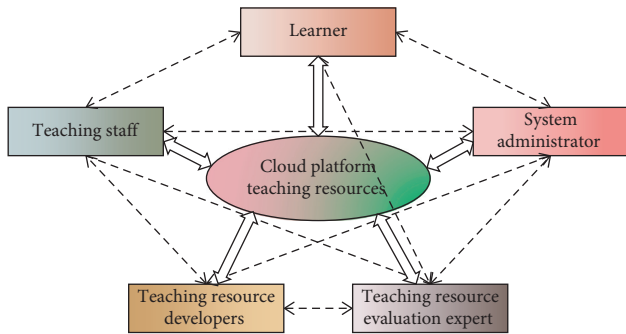 Learner
Teaching staff
System
administrator
Cloud platform
teaching resources
Teaching resource
developers
Teaching resource
evaluation expert